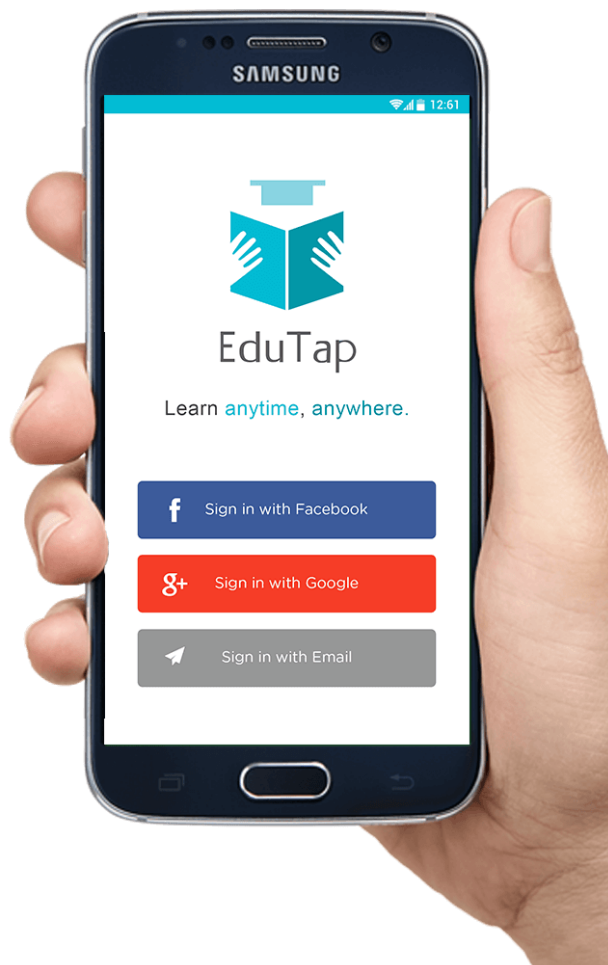 SAMSUNG
12:61
EduTap
Learn anytime, anywhere.
f Sign in with Facebook
g+ Sign in with Google
Sign in with Email